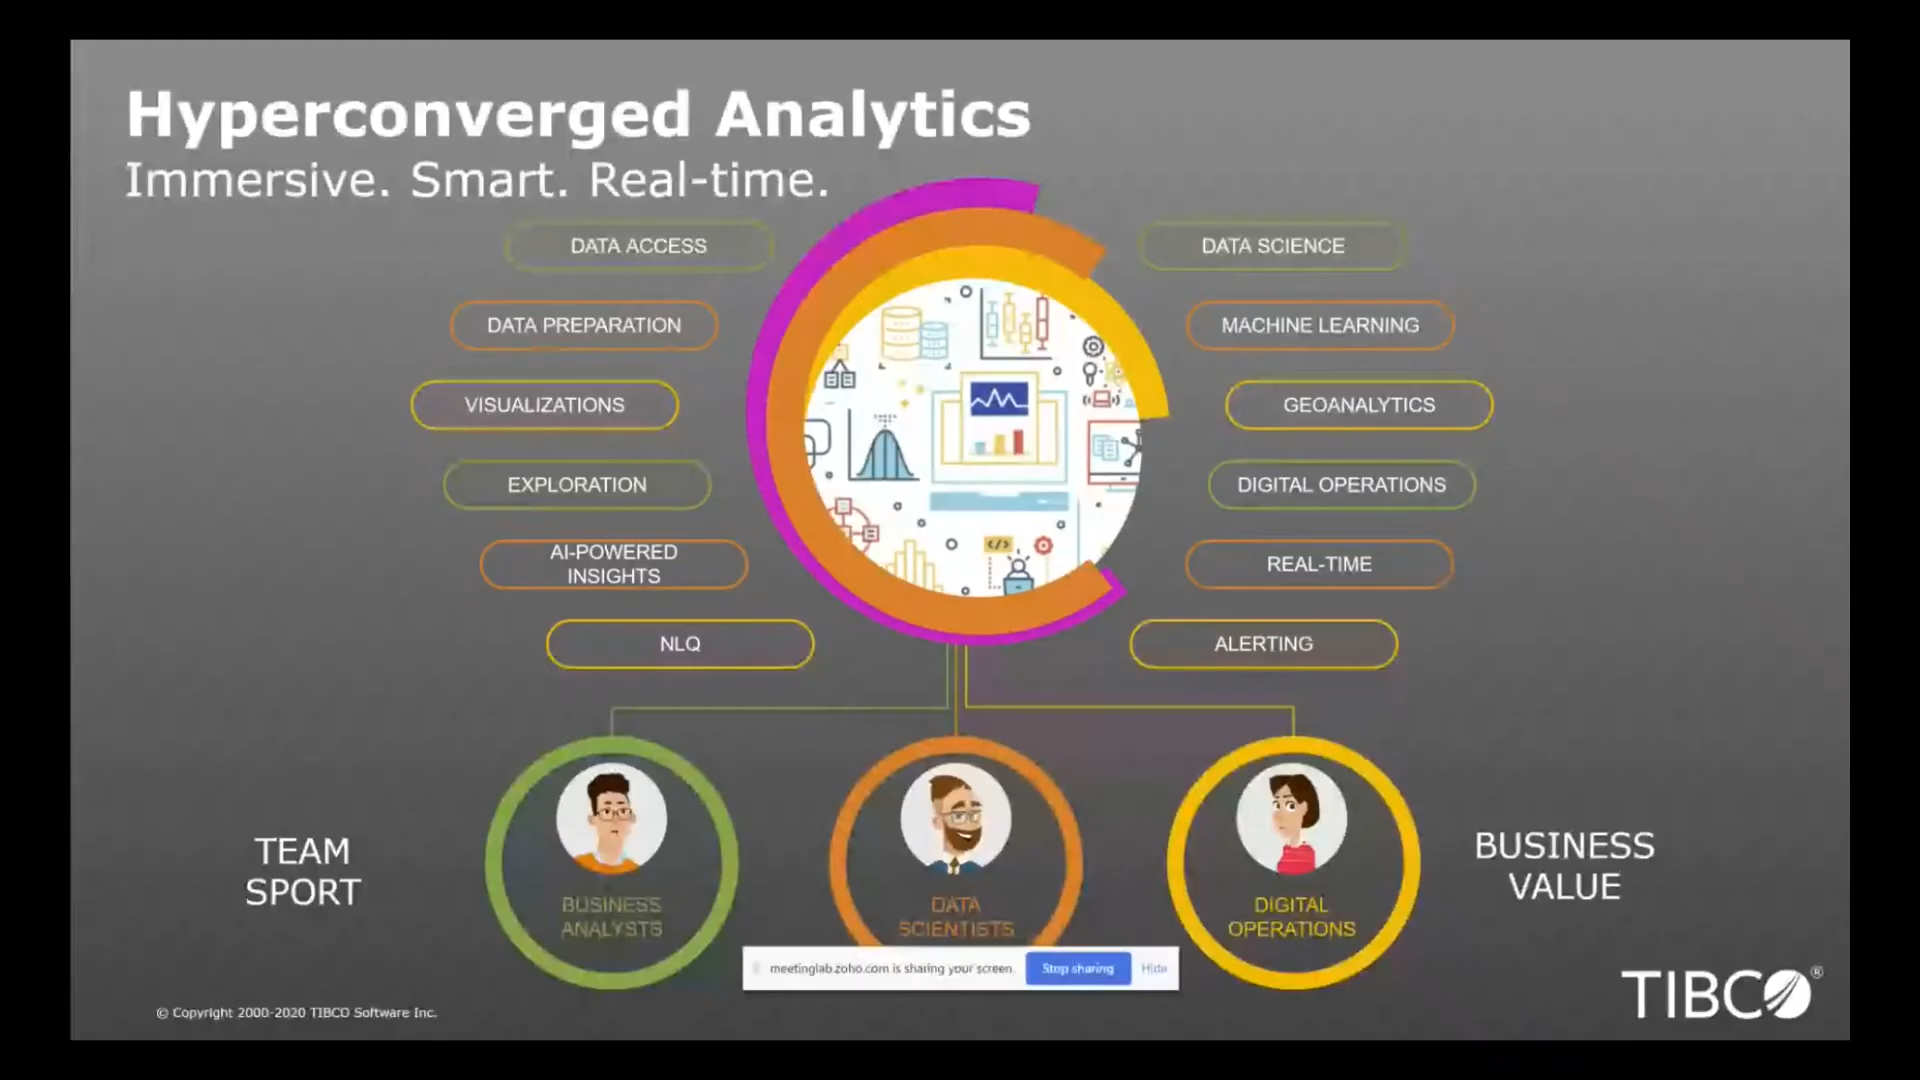 Hyperconverged Analytics
Immersive. Smart. Real-time.
DATA ACCESS
DATA PREPARATION
VISUALIZATIONS
EXPLORATION
AI-POWERED
INSIGHTS
NLQ
DATA SCIENCE
MACHINE LEARNING
GEOANALYTICS
DIGITAL OPERATIONS
REAL-TIME
ALERTING
</>
TEAM
SPORT
BUSINESS
ANALYSTS
DATA
SCIENTISTS
DIGITAL
OPERATIONS
BUSINESS
VALUE
meetinglab.zoho.com is sharing your screen.
Stop sharing
Hide
© Copyright 2000-2020 TIBCO Software Inc.
TIBCO®